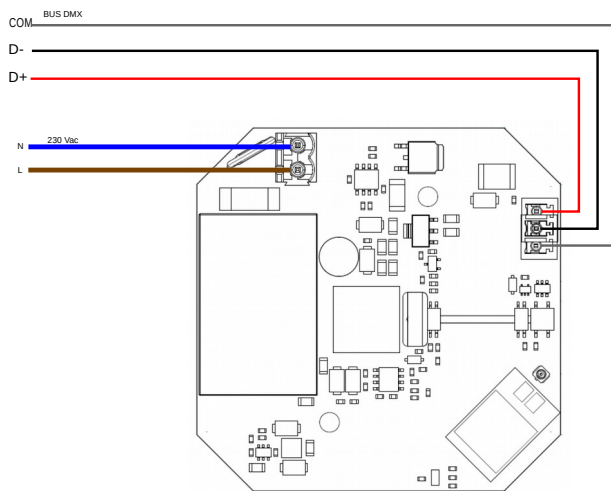 BUS DMX
COM
D-
D+
230 Vac
N
L